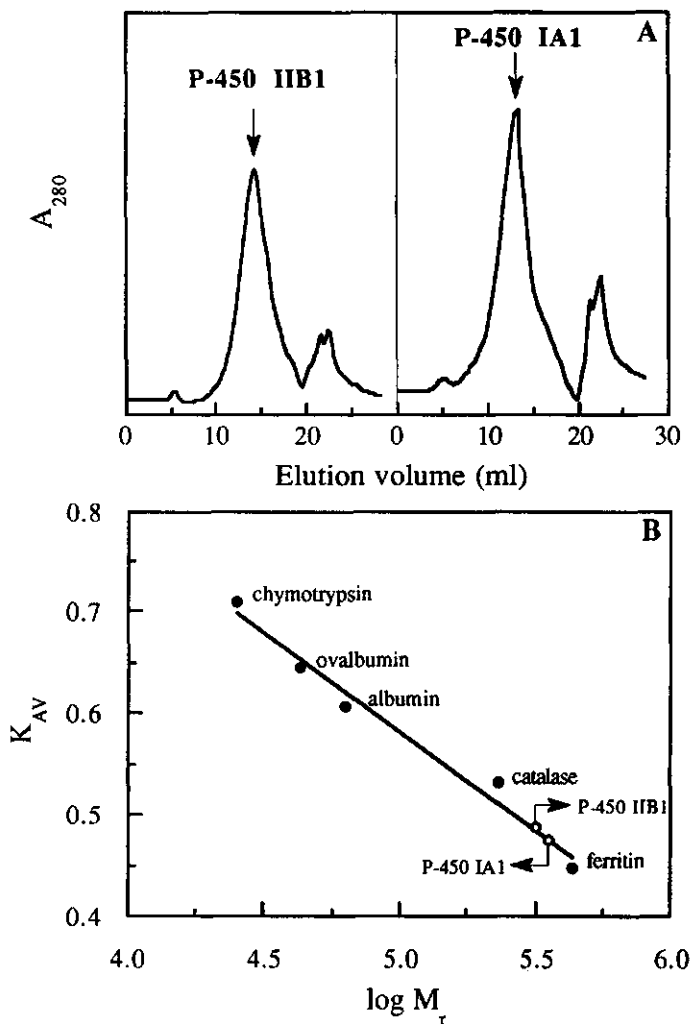 A
P-450 IIB1
P-450 IA1
A280
0 10 20 0 10 20 30
Elution volume (ml)
B
0.8
0.7
0.6
0.5
0.4
KAV
chymotrypsin
ovalbumin
albumin
catalase
P-450 IIB1
P-450 IA1
ferritin
4.0 4.5 5.0 5.5 6.0
log Mr